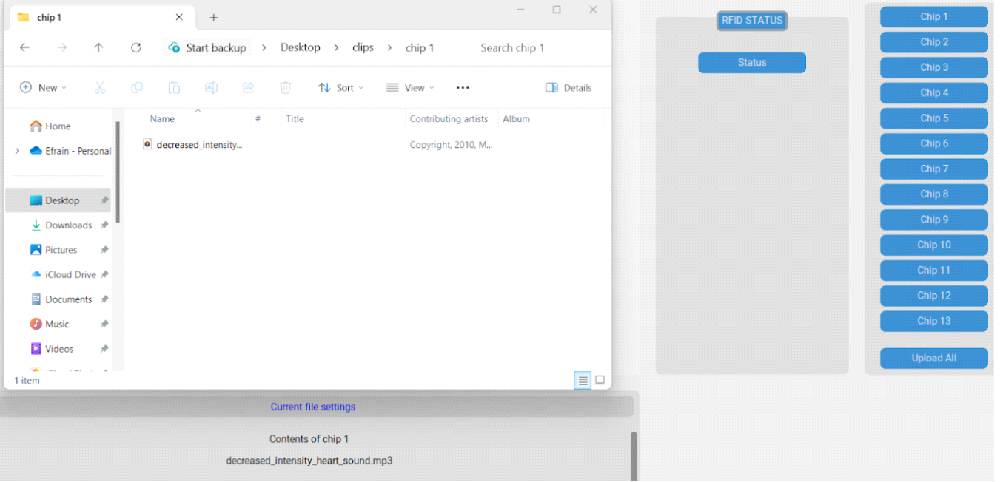 chip 1
Start backup > Desktop > clips > chip 1
Search chip 1
New
Sort
View
Details
Name
#
Title
Contributing artists
Album
decreased_intensity...
Copyright, 2010, M...
Home
Efrain - Personal
Desktop
Downloads
Pictures
iCloud Drive
Documents
Music
Videos
1 item
RFID STATUS
Status
Chip 1
Chip 2
Chip 3
Chip 4
Chip 5
Chip 6
Chip 7
Chip 8
Chip 9
Chip 10
Chip 11
Chip 12
Chip 13
Upload All
Current file settings
Contents of chip 1
decreased_intensity_heart_sound.mp3